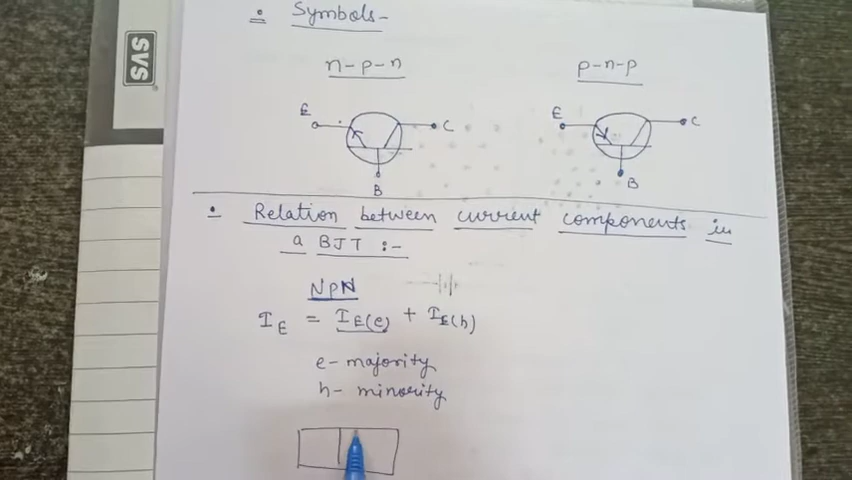 SVS
Symbols-
n-p-n
p-n-p
E
C
B
E
C
B
Relation between current components in
a BJT :-
NPN
I_E = I_E(e) + I_E(h)
e- majority
h- minority